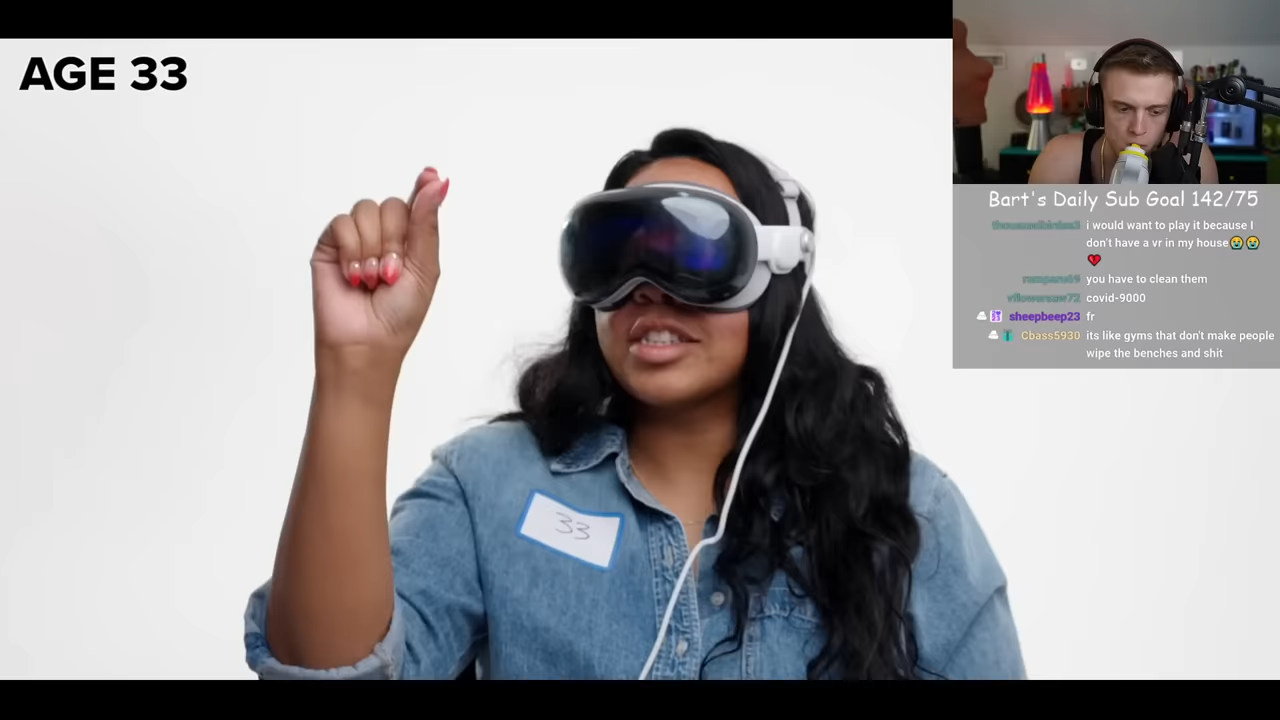 AGE 33
33
Bart's Daily Sub Goal 142/75
i would want to play it because I
don't have a vr in my house😭😭
💔
you have to clean them
covid-9000
sheepbeep23 fr
Cbass5930 its like gyms that don't make people
wipe the benches and shit